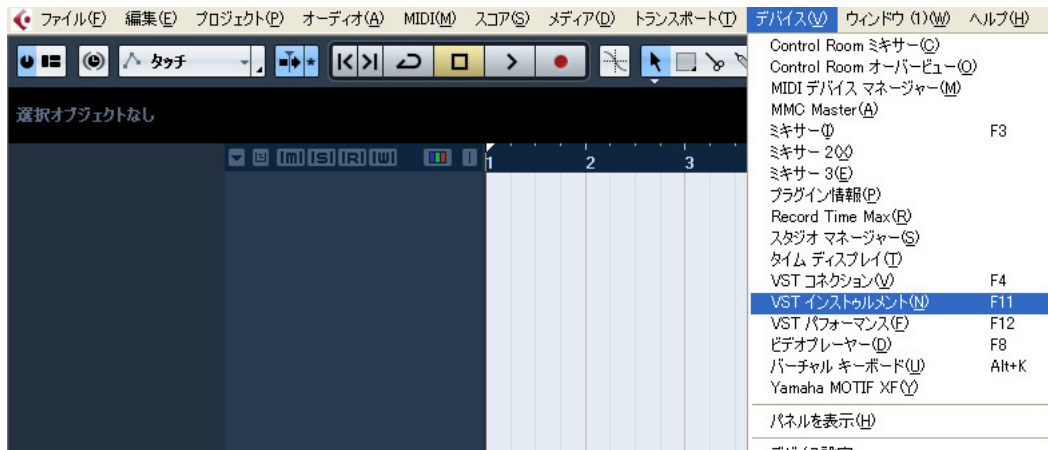 ファイル(F) 編集(E) プロジェクト(P) オーディオ(A) MIDI(M) スコア(S) メディア(D) トランスポート(T) デバイス(V) ウィンドウ (1)(W) ヘルプ(H)
タッチ
選択オブジェクトなし
[m] [S] [R] [W]
1 2 3
Control Room ミキサー(C)
Control Room オーバービュー(O)
MIDI デバイス マネージャー(M)
MMC Master(A)
ミキサー(I) F3
ミキサー 2(X)
ミキサー 3(E)
プラグイン情報(P)
Record Time Max(R)
スタジオ マネージャー(S)
タイム ディスプレイ(T)
VST コネクション(V) F4
VST インストゥルメント(N) F11
VST パフォーマンス(F) F12
ビデオプレーヤー(D) F8
バーチャル キーボード(U) Alt+K
Yamaha MOTIF XF(Y)
パネルを表示(H)